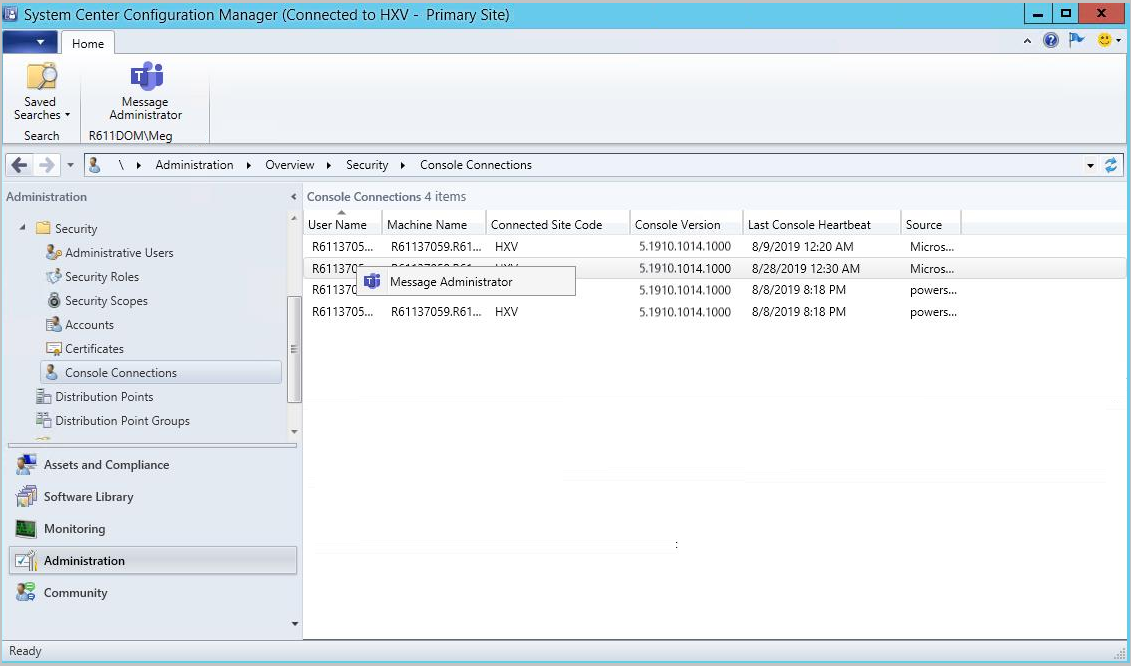 System Center Configuration Manager (Connected to HXV - Primary Site)
Home
Saved Searches
Message Administrator
Search
R611DOM\Meg
\ Administration Overview Security Console Connections
Administration
Console Connections 4 items
User Name Machine Name Connected Site Code Console Version Last Console Heartbeat Source
R6113705... R61137059.R61... HXV 5.1910.1014.1000 8/9/2019 12:20 AM Micros...
R6113705... R61137059.R61... HXV 5.1910.1014.1000 8/28/2019 12:30 AM Micros...
Message Administrator
R611370 5.1910.1014.1000 8/8/2019 8:18 PM powers...
R6113705... R61137059.R61... HXV 5.1910.1014.1000 8/8/2019 8:18 PM powers...
Security
Administrative Users
Security Roles
Security Scopes
Accounts
Certificates
Console Connections
Distribution Points
Distribution Point Groups
Assets and Compliance
Software Library
Monitoring
Administration
Community
:
Ready